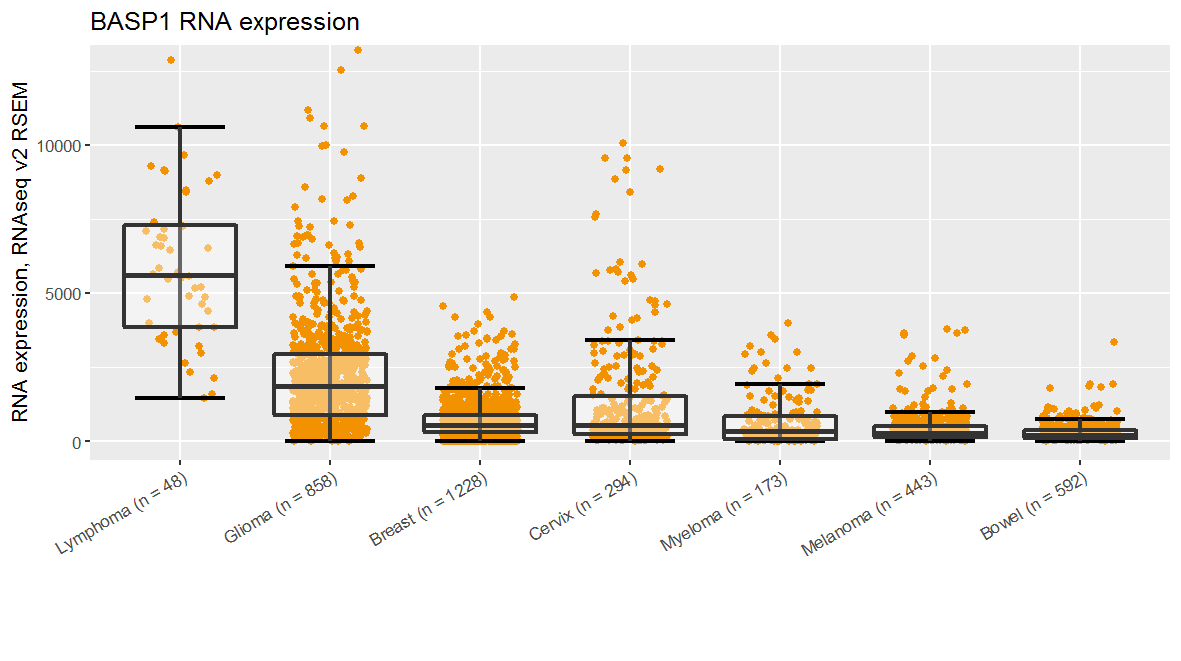 BASP1 RNA expression
RNA expression, RNAseq v2 RSEM
10000
5000
0
Lymphoma (n = 48)
Glioma (n = 858)
Breast (n = 1228)
Cervix (n = 294)
Myeloma (n = 173)
Melanoma (n = 443)
Bowel (n = 592)